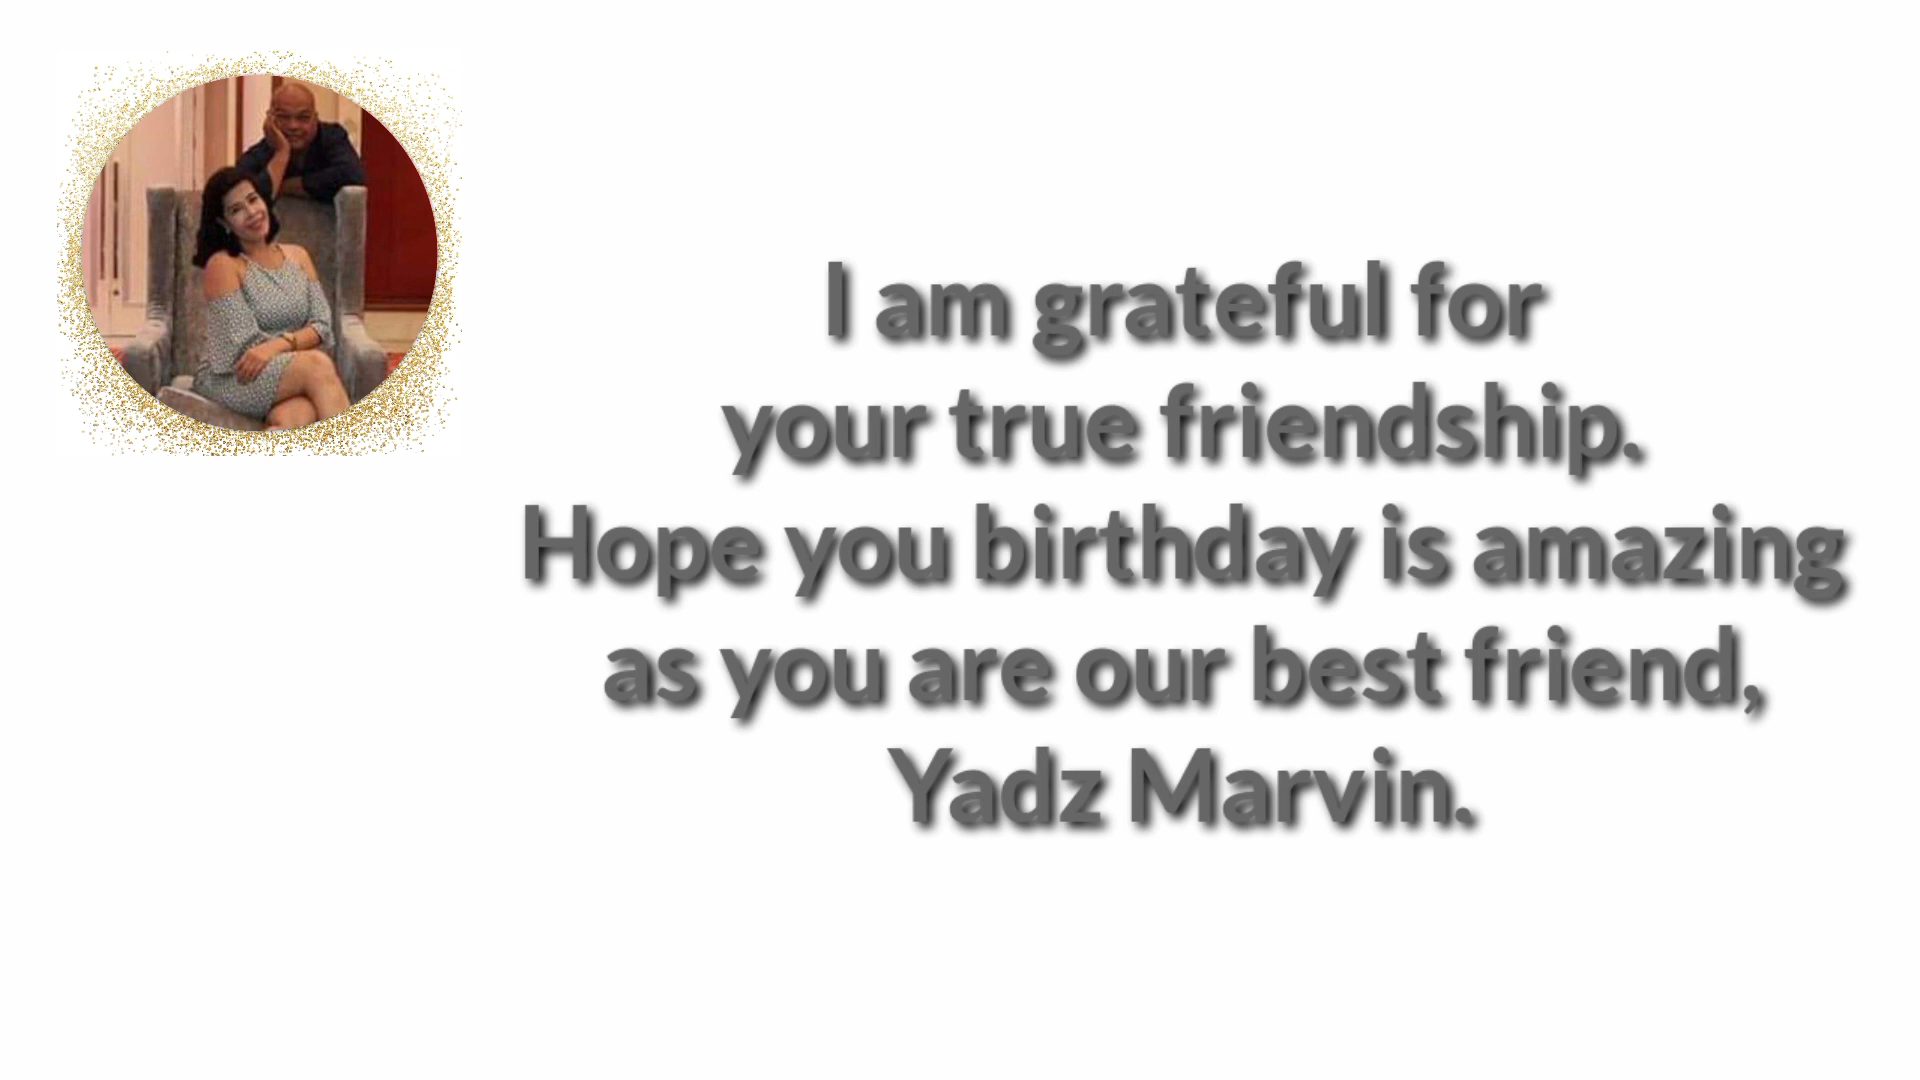 I am grateful for
your true friendship.
Hope you birthday is amazing
as you are our best friend,
Yadz Marvin.